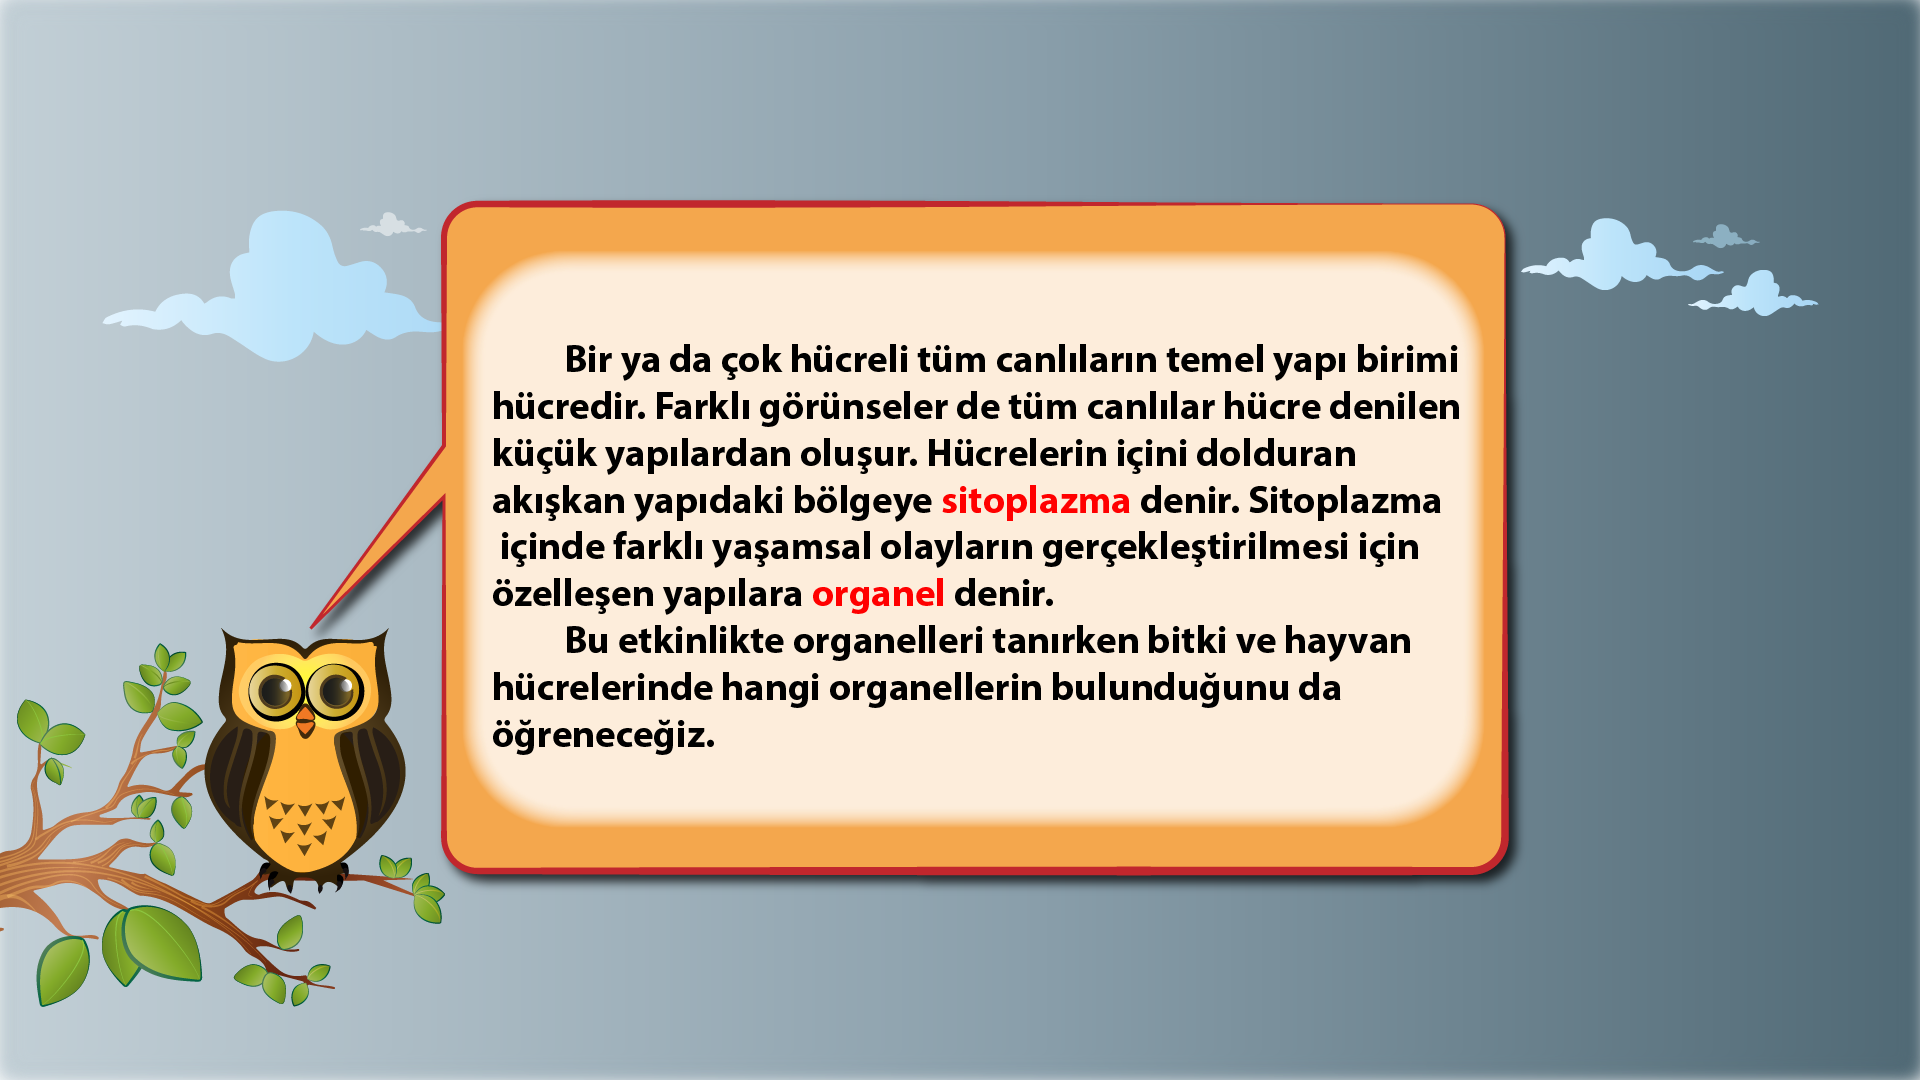 Bir ya da çok hücreli tüm canlıların temel yapı birimi
hücredir. Farklı görünseler de tüm canlılar hücre denilen
küçük yapılardan oluşur. Hücrelerin içini dolduran
akışkan yapıdaki bölgeye sitoplazma denir. Sitoplazma
içinde farklı yaşamsal olayların gerçekleştirilmesi için
özelleşen yapılara organel denir.
Bu etkinlikte organelleri tanırken bitki ve hayvan
hücrelerinde hangi organellerin bulunduğunu da
öğreneceğiz.